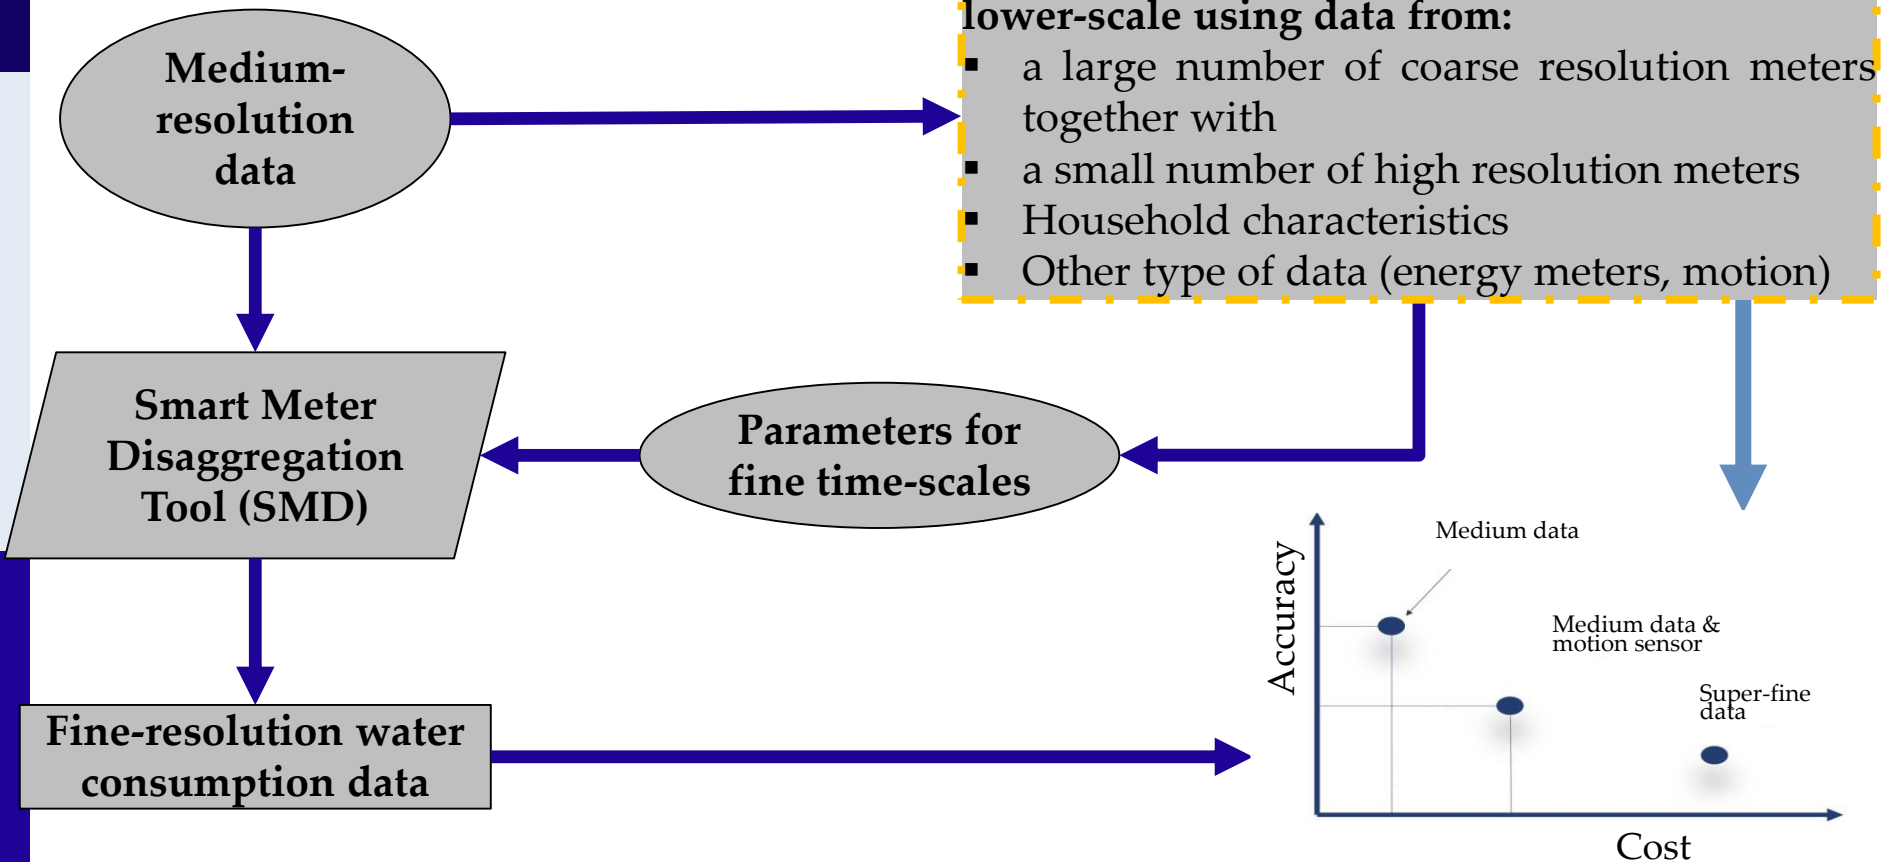 Medium-
resolution
data
lower-scale using data from:
▪ a large number of coarse resolution meters
together with
▪ a small number of high resolution meters
▪ Household characteristics
▪ Other type of data (energy meters, motion)
Smart Meter
Disaggregation
Tool (SMD)
Parameters for
fine time-scales
Fine-resolution water
consumption data
Accuracy
Medium data
Medium data &
motion sensor
Super-fine
data
Cost